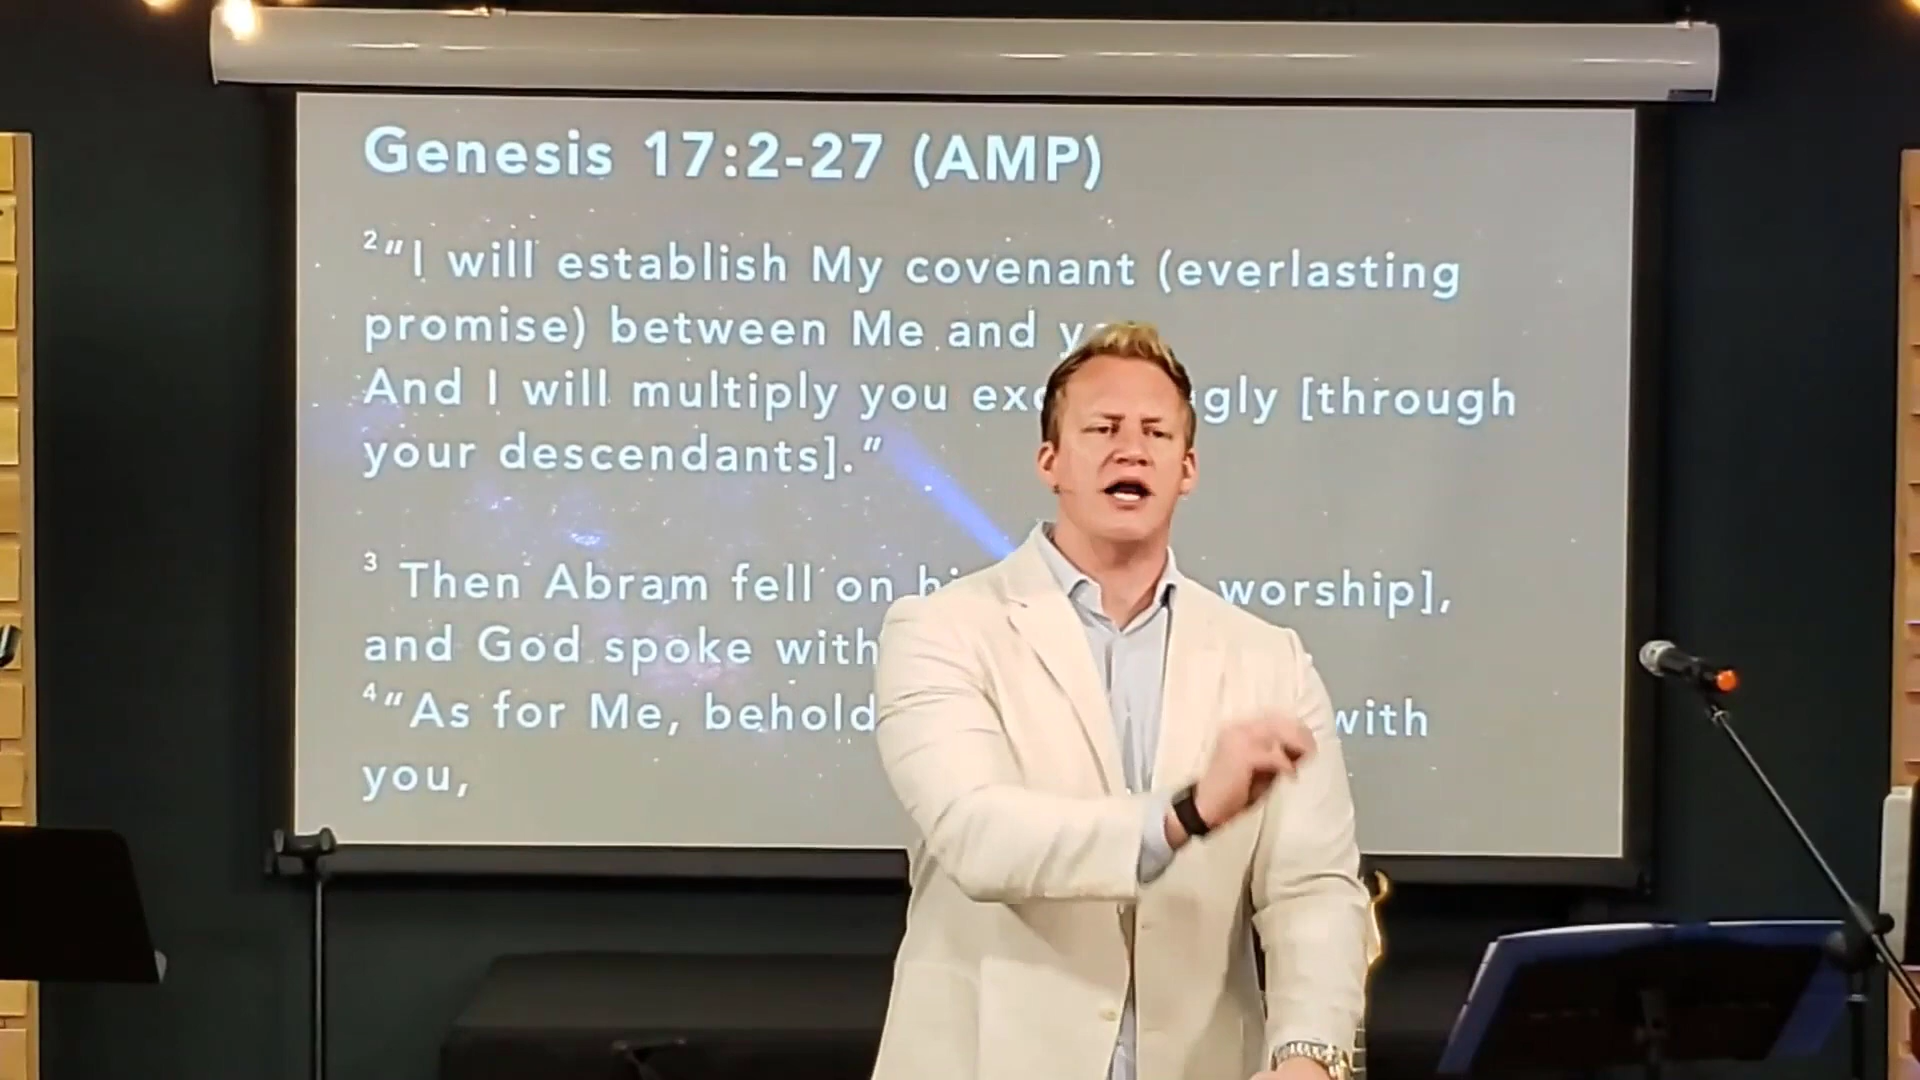 Genesis 17:2-27 (AMP)
2 “I will establish My covenant (everlasting
promise) between Me and
And I will multiply you [through
your descendants].”
3 Then Abram fell on worship],
and God spoke with
4 “As for Me, behold with
you,